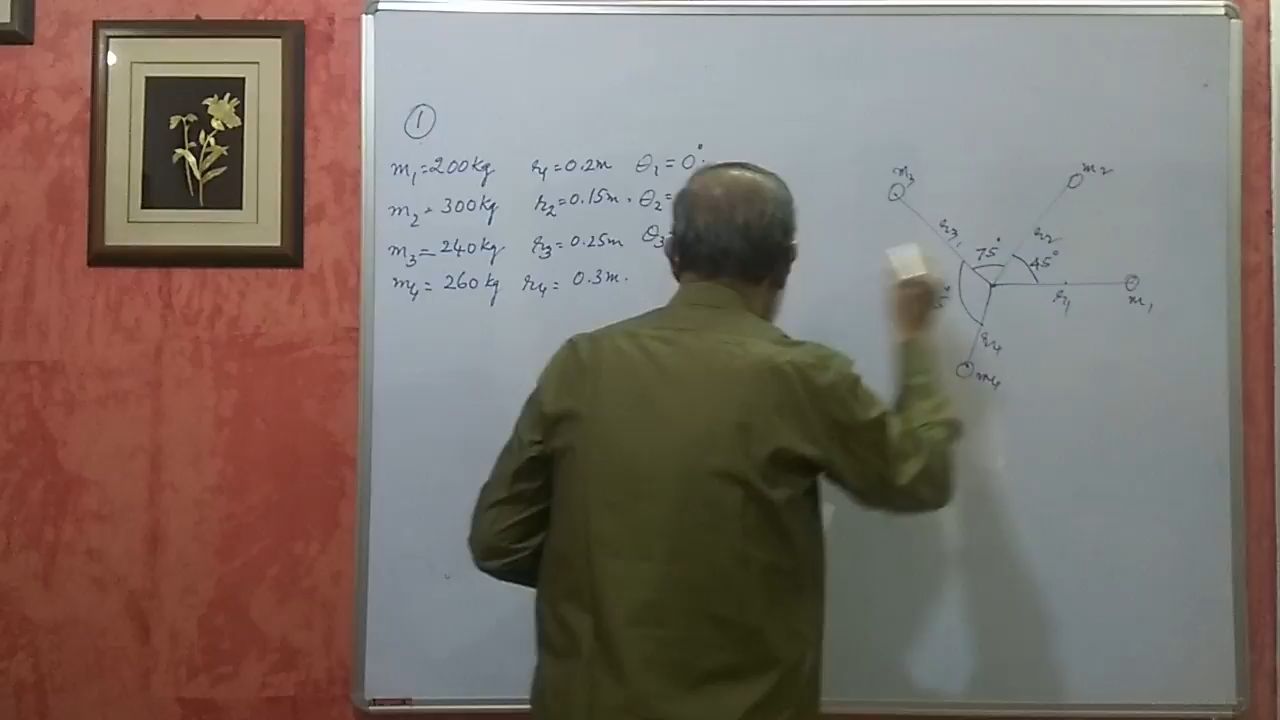 1
m₁=200kg r₁=0.2m θ₁=0°
m₂=300kg r₂=0.15m. θ₂=
m₃=240kg r₃=0.25m θ₃
m₄=260kg r₄=0.3m.
m₃
m₂
r₃
r₂
75°
45°
r₁
m₁
r₄
m₄